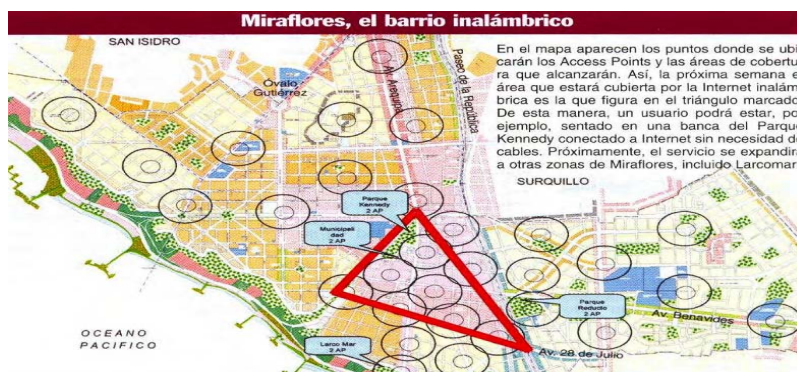 Miraflores, el barrio inalámbrico
SAN ISIDRO
Óvalo
Gutiérrez
Av. Arequipa
Paseo de la República
En el mapa aparecen los puntos donde se ubi
carán los Access Points y las áreas de cobertu
ra que alcanzarán. Así, la próxima semana e
área que estará cubierta por la Internet inalám
brica es la que figura en el triángulo marcado
De esta manera, un usuario podrá estar, po
ejemplo, sentado en una banca del Parque
Kennedy conectado a Internet sin necesidad de
cables. Próximamente, el servicio se expandir
a otras zonas de Miraflores, incluido Larcomar
SURQUILLO
Parque
Kennedy
2 AP
Municipali
dad
2 AP
Parque
Reducto
2 AP
Av. Benavides
OCEANO
PACIFICO
Larco Mar
2 AP
Av. 28 de Julio